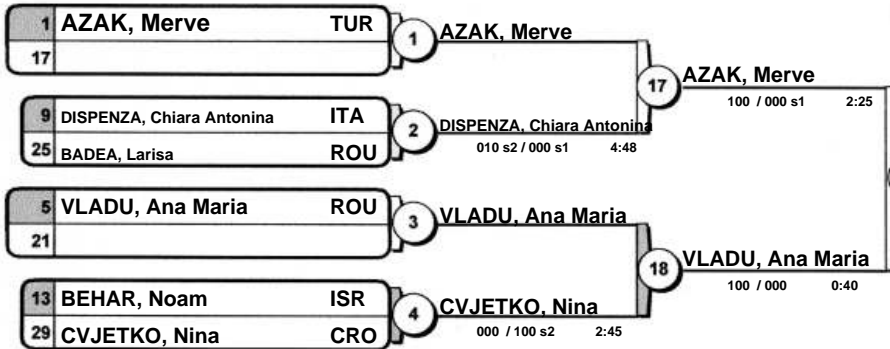 1 AZAK, Merve TUR
17
1 AZAK, Merve
9 DISPENZA, Chiara Antonina ITA
25 BADEA, Larisa ROU
2 DISPENZA, Chiara Antonina
010 s2 / 000 s1 4:48
17 AZAK, Merve
100 / 000 s1 2:25
5 VLADU, Ana Maria ROU
21
3 VLADU, Ana Maria
13 BEHAR, Noam ISR
29 CVJETKO, Nina CRO
4 CVJETKO, Nina
000 / 100 s2 2:45
18 VLADU, Ana Maria
100 / 000 0:40